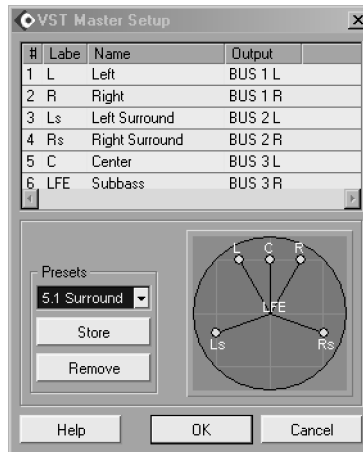 VST Master Setup
# Labe Name Output
1 L Left BUS 1 L
2 R Right BUS 1 R
3 Ls Left Surround BUS 2 L
4 Rs Right Surround BUS 2 R
5 C Center BUS 3 L
6 LFE Subbass BUS 3 R
Presets
5.1 Surround
Store
Remove
L C R
LFE
Ls Rs
Help OK Cancel